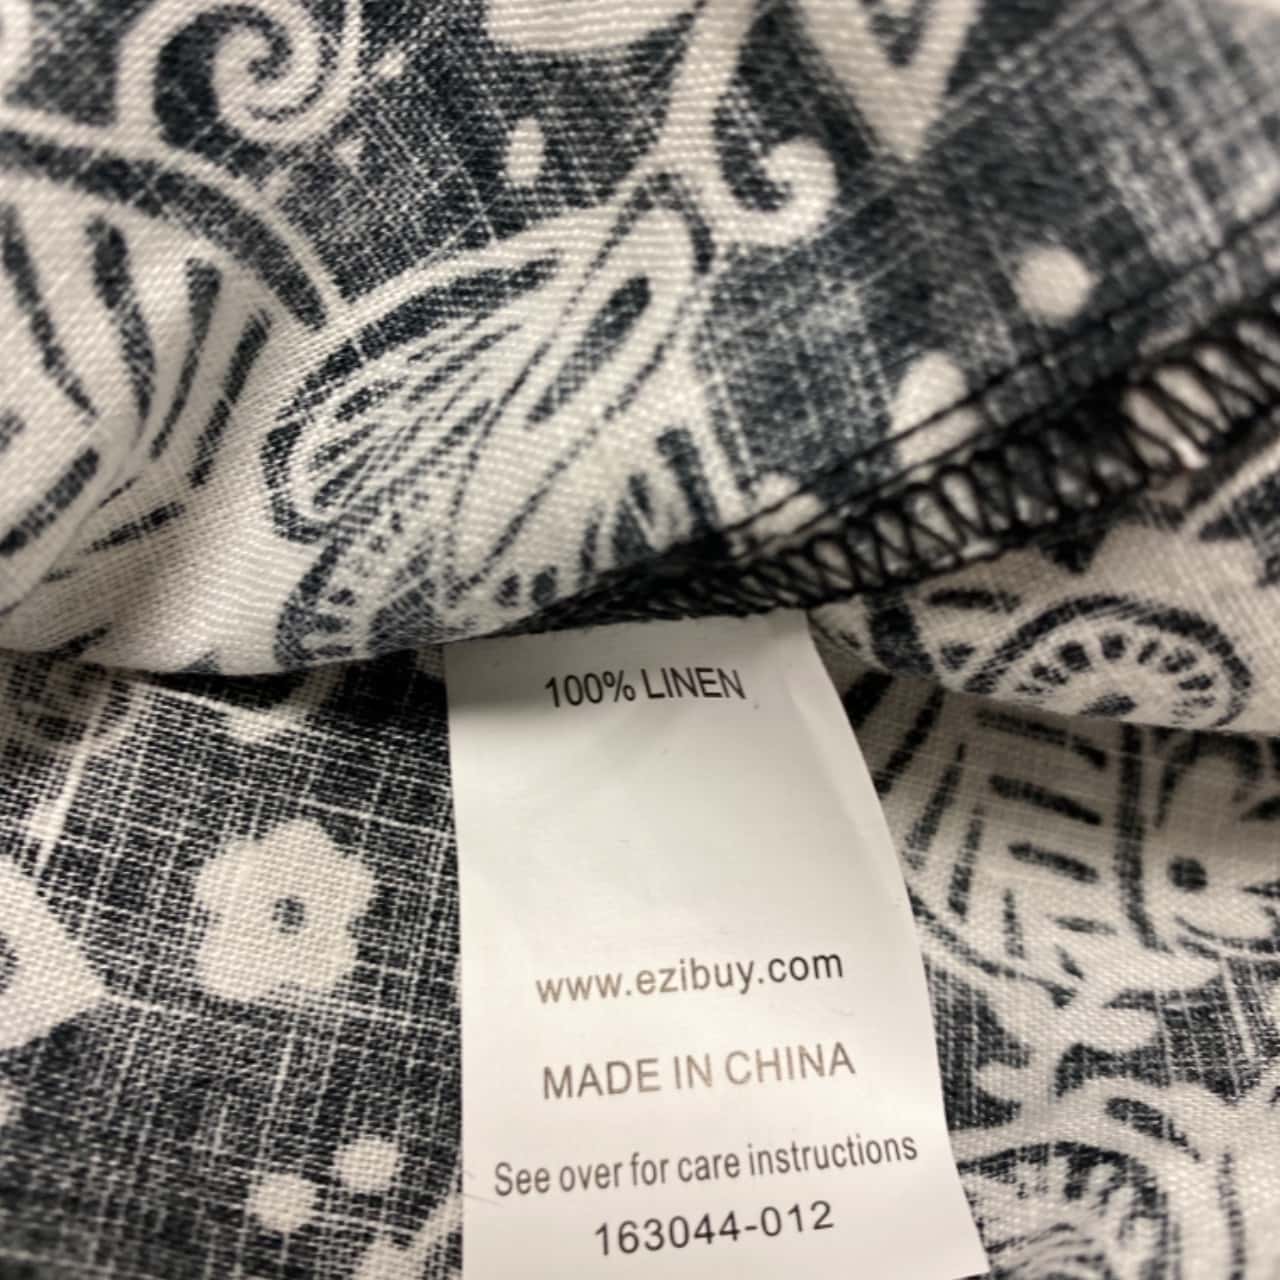 100% LINEN
www.ezibuy.com
MADE IN CHINA
See over for care instructions
163044-012